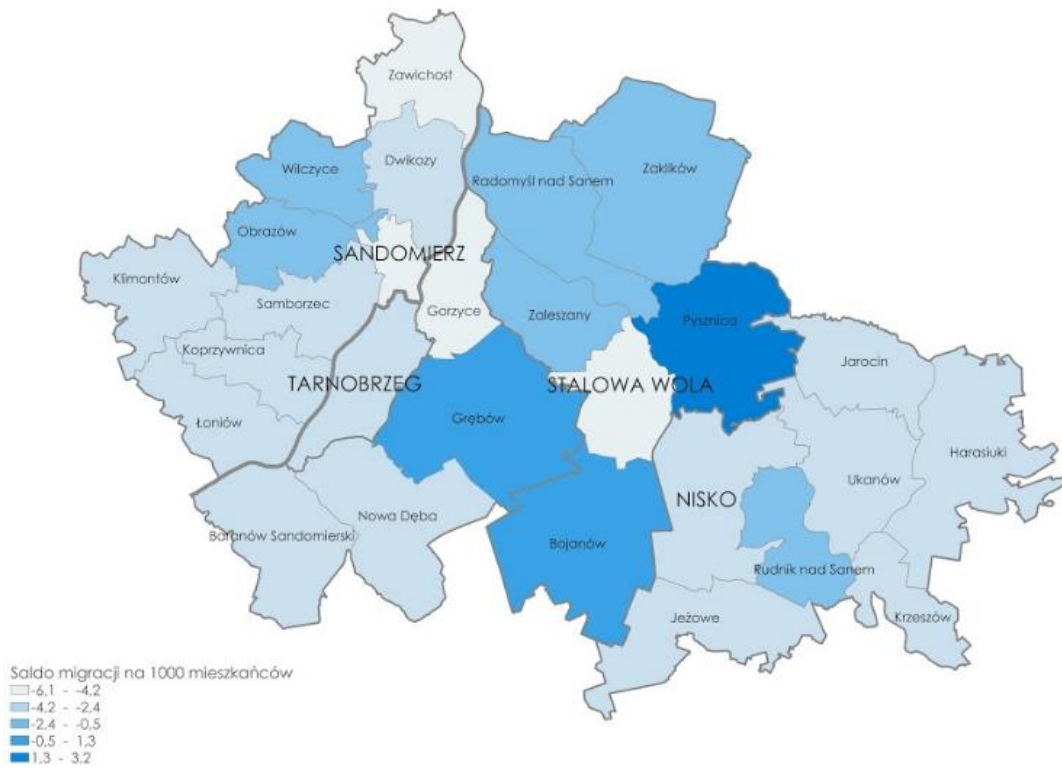 Zawichost
Dwikozy
Wilczyce
Radomyśl nad Sanem
Zaklików
Obrazów
SANDOMIERZ
Klimontów
Samborzec
Gorzyce
Zaleszany
Pysznica
Koprzywnica
Jarocin
TARNOBRZEG
STALOWA WOLA
Łoniów
Grębów
Harasiuki
Ukanów
NISKO
Nowa Dęba
Baranów Sandomierski
Bojanów
Rudnik nad Sanem
Jeżowe
Krzeszów
Saldo migracji na 1000 mieszkańców
-6,1 - -4,2
-4,2 - -2,4
-2,4 - -0,5
-0,5 - 1,3
1,3 - 3,2